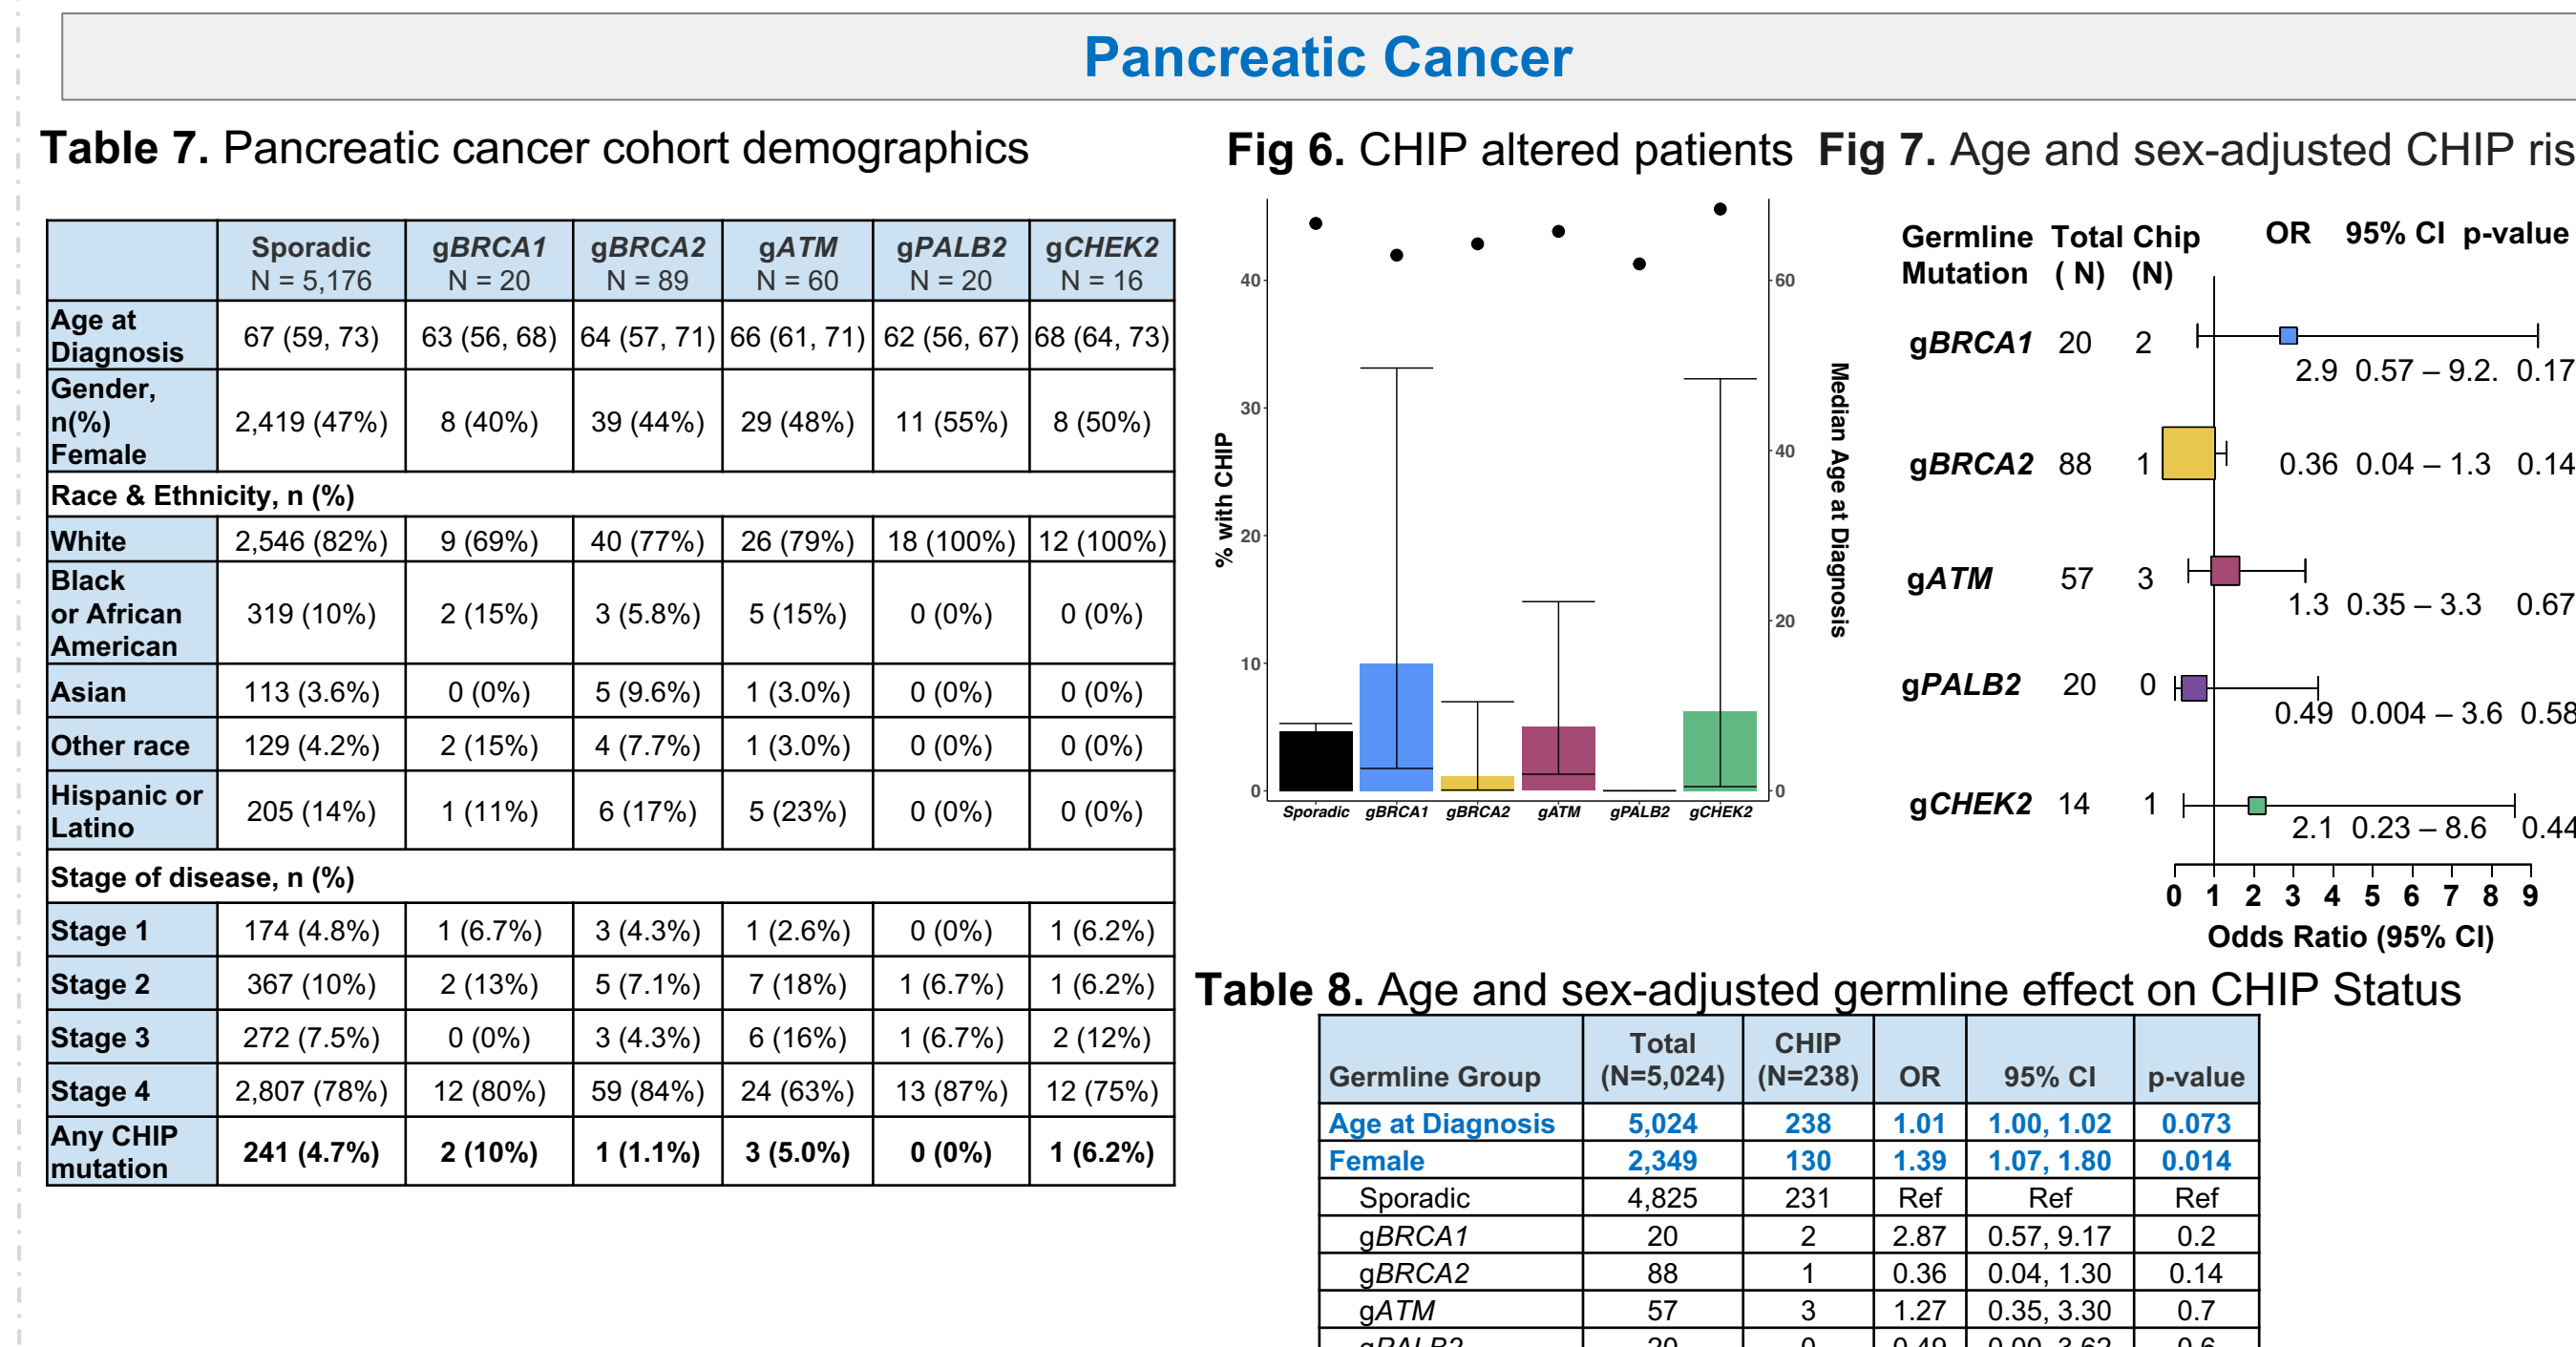 Pancreatic Cancer
Table 7. Pancreatic cancer cohort demographics
Sporadic gBRCA1 gBRCA2 gATM gPALB2 gCHEK2
N = 5,176 N = 20 N = 89 N = 60 N = 20 N = 16
Age at
Diagnosis 67 (59, 73) 63 (56, 68) 64 (57, 71) 66 (61, 71) 62 (56, 67) 68 (64, 73)
Gender,
n(%)
Female 2,419 (47%) 8 (40%) 39 (44%) 29 (48%) 11 (55%) 8 (50%)
Race & Ethnicity, n (%)
White 2,546 (82%) 9 (69%) 40 (77%) 26 (79%) 18 (100%) 12 (100%)
Black
or African
American 319 (10%) 2 (15%) 3 (5.8%) 5 (15%) 0 (0%) 0 (0%)
Asian 113 (3.6%) 0 (0%) 5 (9.6%) 1 (3.0%) 0 (0%) 0 (0%)
Other race 129 (4.2%) 2 (15%) 4 (7.7%) 1 (3.0%) 0 (0%) 0 (0%)
Hispanic or
Latino 205 (14%) 1 (11%) 6 (17%) 5 (23%) 0 (0%) 0 (0%)
Stage of disease, n (%)
Stage 1 174 (4.8%) 1 (6.7%) 3 (4.3%) 1 (2.6%) 0 (0%) 1 (6.2%)
Stage 2 367 (10%) 2 (13%) 5 (7.1%) 7 (18%) 1 (6.7%) 1 (6.2%)
Stage 3 272 (7.5%) 0 (0%) 3 (4.3%) 6 (16%) 1 (6.7%) 2 (12%)
Stage 4 2,807 (78%) 12 (80%) 59 (84%) 24 (63%) 13 (87%) 12 (75%)
Any CHIP
mutation 241 (4.7%) 2 (10%) 1 (1.1%) 3 (5.0%) 0 (0%) 1 (6.2%)
Fig 6. CHIP altered patients
% with CHIP
40
30
20
10
0
60
40
20
0
Median Age at Diagnosis
Sporadic gBRCA1 gBRCA2 gATM gPALB2 gCHEK2
Fig 7. Age and sex-adjusted CHIP ris
Germline Total Chip OR 95% CI p-value
Mutation ( N) (N)
gBRCA1 20 2
2.9 0.57 – 9.2. 0.17
gBRCA2 88 1 0.36 0.04 – 1.3 0.14
gATM 57 3
1.3 0.35 – 3.3 0.67
gPALB2 20 0
0.49 0.004 – 3.6 0.58
gCHEK2 14 1
2.1 0.23 – 8.6 0.44
0 1 2 3 4 5 6 7 8 9
Odds Ratio (95% CI)
Table 8. Age and sex-adjusted germline effect on CHIP Status
Total CHIP
Germline Group (N=5,024) (N=238) OR 95% CI p-value
Age at Diagnosis 5,024 238 1.01 1.00, 1.02 0.073
Female 2,349 130 1.39 1.07, 1.80 0.014
Sporadic 4,825 231 Ref Ref Ref
gBRCA1 20 2 2.87 0.57, 9.17 0.2
gBRCA2 88 1 0.36 0.04, 1.30 0.14
gATM 57 3 1.27 0.35, 3.30 0.7
gPALB2 20 0 0.49 0.00, 3.62 0.6